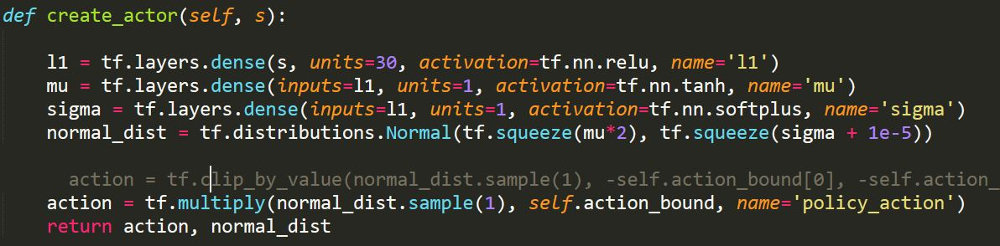 def create_actor(self, s):
l1 = tf.layers.dense(s, units=30, activation=tf.nn.relu, name='l1')
mu = tf.layers.dense(inputs=l1, units=1, activation=tf.nn.tanh, name='mu')
sigma = tf.layers.dense(inputs=l1, units=1, activation=tf.nn.softplus, name='sigma')
normal_dist = tf.distributions.Normal(tf.squeeze(mu*2), tf.squeeze(sigma + 1e-5))
action = tf.clip_by_value(normal_dist.sample(1), -self.action_bound[0], -self.action_
action = tf.multiply(normal_dist.sample(1), self.action_bound, name='policy_action')
return action, normal_dist